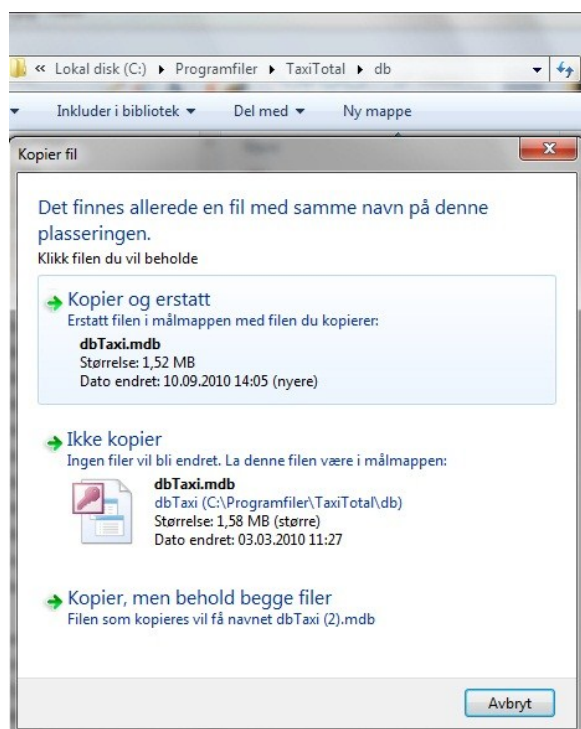 « Lokal disk (C:) ▸ Programfiler ▸ TaxiTotal ▸ db
Inkluder i bibliotek ▾ Del med ▾ Ny mappe
Kopier fil
Det finnes allerede en fil med samme navn på denne
plasseringen.
Klikk filen du vil beholde
Kopier og erstatt
Erstatt filen i målmappen med filen du kopierer:
dbTaxi.mdb
Størrelse: 1,52 MB
Dato endret: 10.09.2010 14:05 (nyere)
Ikke kopier
Ingen filer vil bli endret. La denne filen være i målmappen:
dbTaxi.mdb
dbTaxi (C:\Programfiler\TaxiTotal\db)
Størrelse: 1,58 MB (større)
Dato endret: 03.03.2010 11:27
Kopier, men behold begge filer
Filen som kopieres vil få navnet dbTaxi (2).mdb
Avbryt